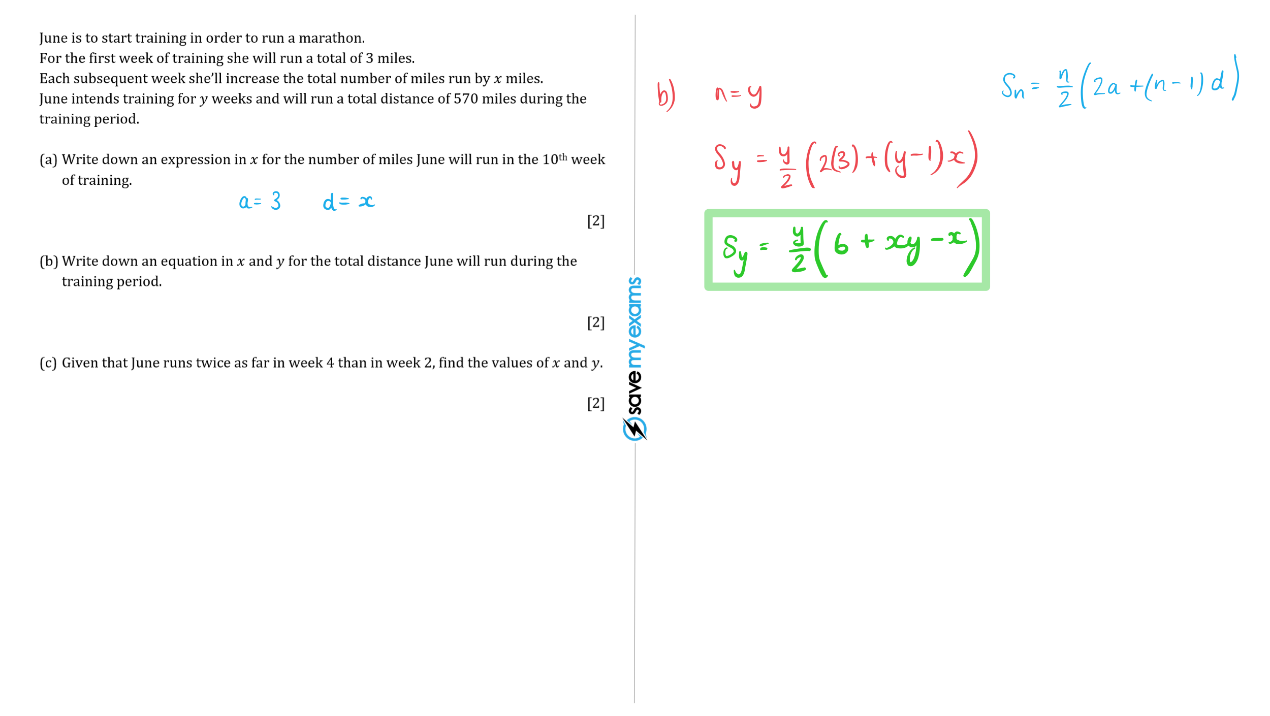 June is to start training in order to run a marathon.
For the first week of training she will run a total of 3 miles.
Each subsequent week she'll increase the total number of miles run by x miles.
June intends training for y weeks and will run a total distance of 570 miles during the
training period.
(a) Write down an expression in x for the number of miles June will run in the 10th week
of training.
a = 3 d = x
[2]
(b) Write down an equation in x and y for the total distance June will run during the
training period.
[2]
(c) Given that June runs twice as far in week 4 than in week 2, find the values of x and y.
[2]
save my exams
b) n = y
Sn = n/2 (2a + (n - 1) d)
Sy = y/2 (2(3) + (y - 1) x)
Sy = y/2 (6 + xy - x)